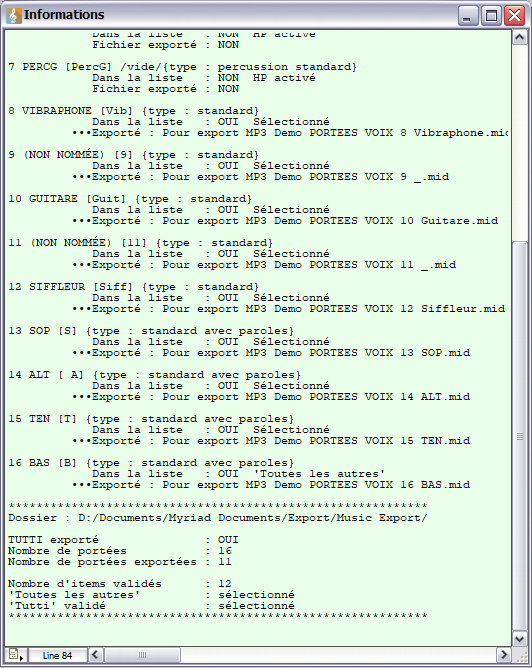 Informations
Dans la liste : NON HP activé
Fichier exporté : NON
7 PERCG [PercG] /vide/{type : percussion standard}
Dans la liste : NON HP activé
Fichier exporté : NON
8 VIBRAPHONE [Vib] {type : standard}
Dans la liste : OUI Sélectionné
•••Exporté : Pour export MP3 Demo PORTEES VOIX 8 Vibraphone.mid
9 (NON NOMMÉE) [9] {type : standard}
Dans la liste : OUI Sélectionné
•••Exporté : Pour export MP3 Demo PORTEES VOIX 9 _.mid
10 GUITARE [Guit] {type : standard}
Dans la liste : OUI Sélectionné
•••Exporté : Pour export MP3 Demo PORTEES VOIX 10 Guitare.mid
11 (NON NOMMÉE) [11] {type : standard}
Dans la liste : OUI Sélectionné
•••Exporté : Pour export MP3 Demo PORTEES VOIX 11 _.mid
12 SIFFLEUR [Siff] {type : standard}
Dans la liste : OUI Sélectionné
•••Exporté : Pour export MP3 Demo PORTEES VOIX 12 Siffleur.mid
13 SOP [S] {type : standard avec paroles}
Dans la liste : OUI Sélectionné
•••Exporté : Pour export MP3 Demo PORTEES VOIX 13 SOP.mid
14 ALT [ A] {type : standard avec paroles}
Dans la liste : OUI Sélectionné
•••Exporté : Pour export MP3 Demo PORTEES VOIX 14 ALT.mid
15 TEN [T] {type : standard avec paroles}
Dans la liste : OUI Sélectionné
•••Exporté : Pour export MP3 Demo PORTEES VOIX 15 TEN.mid
16 BAS [B] {type : standard avec paroles}
Dans la liste : OUI 'Toutes les autres'
•••Exporté : Pour export MP3 Demo PORTEES VOIX 16 BAS.mid
************************************************************
Dossier : D:/Documents/Myriad Documents/Export/Music Export/
TUTTI exporté : OUI
Nombre de portées : 16
Nombre de portées exportées : 11
Nombre d'items validés : 12
'Toutes les autres' : sélectionné
'Tutti' validé : sélectionné
************************************************************
Line 84